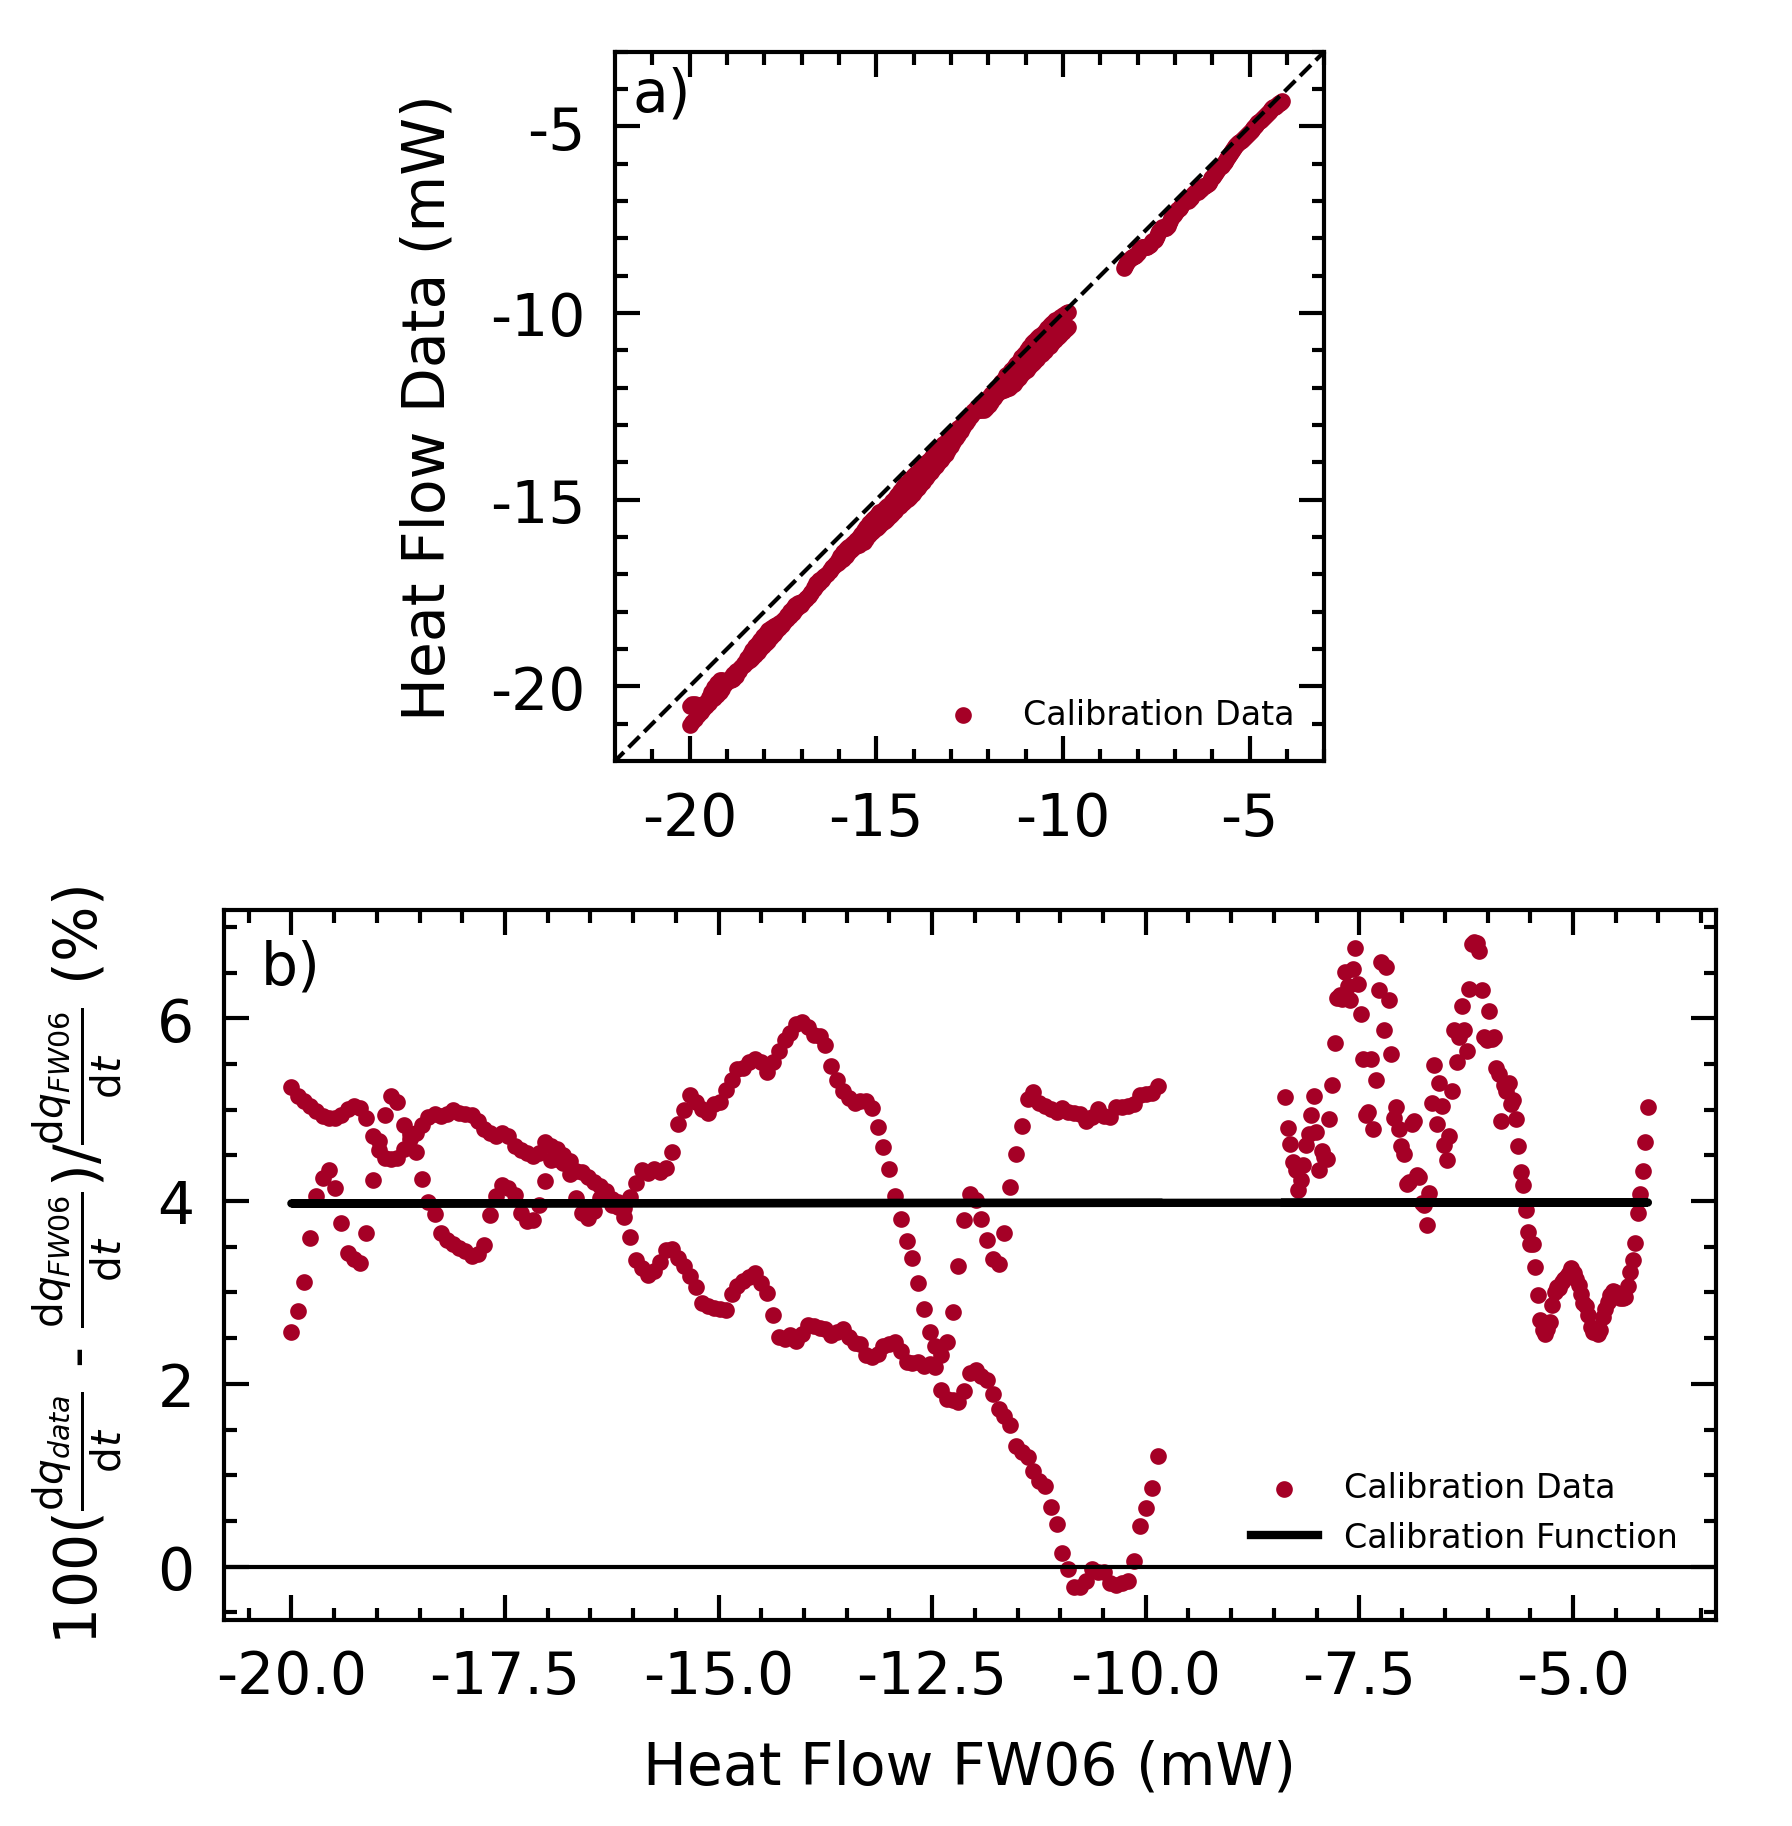 a)
Heat Flow Data (mW)
-5
-10
-15
-20
Calibration Data
-20 -15 -10 -5
b)
100(dq_data/dt - dq_FW06/dt)/dq_FW06/dt (%)
6
4
2
0
Calibration Data
Calibration Function
-20.0 -17.5 -15.0 -12.5 -10.0 -7.5 -5.0
Heat Flow FW06 (mW)